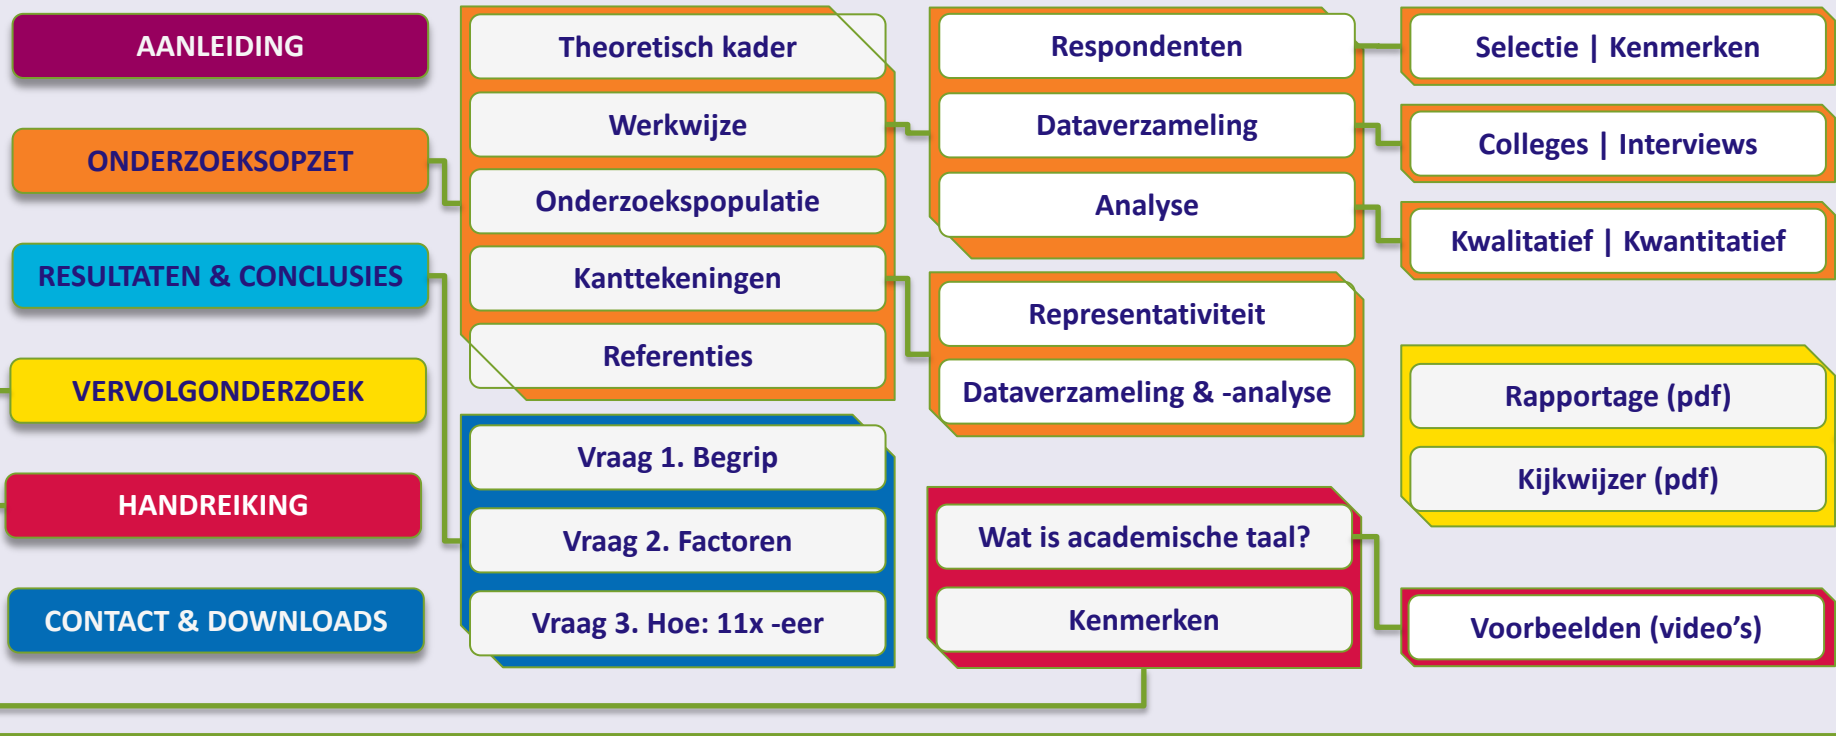 AANLEIDING
ONDERZOEKSOPZET
RESULTATEN & CONCLUSIES
VERVOLGONDERZOEK
HANDREIKING
CONTACT & DOWNLOADS
Theoretisch kader
Werkwijze
Onderzoekspopulatie
Kanttekeningen
Referenties
Vraag 1. Begrip
Vraag 2. Factoren
Vraag 3. Hoe: 11x -eer
Respondenten
Dataverzameling
Analyse
Representativiteit
Dataverzameling & -analyse
Wat is academische taal?
Kenmerken
Selectie | Kenmerken
Colleges | Interviews
Kwalitatief | Kwantitatief
Rapportage (pdf)
Kijkwijzer (pdf)
Voorbeelden (video's)